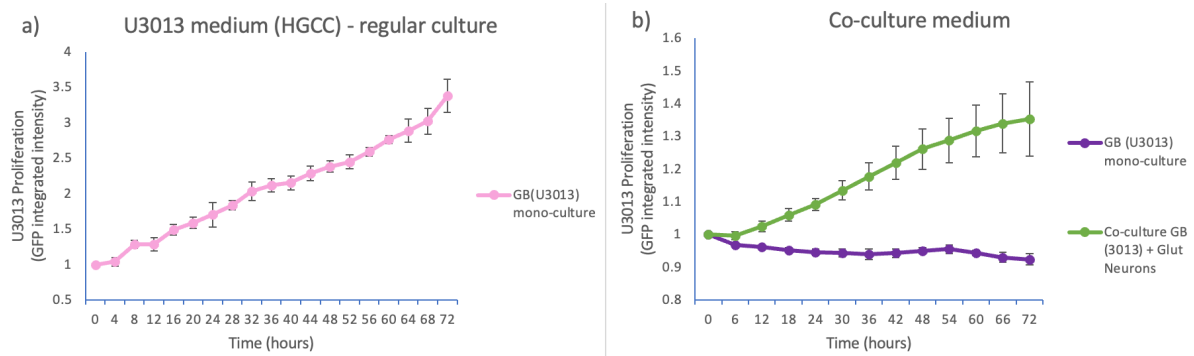 a)
U3013 medium (HGCC) - regular culture
U3013 Proliferation
(GFP integrated intensity)
4
3.5
3
2.5
2
1.5
1
0.5
0 4 8 12 16 20 24 28 32 36 40 44 48 52 56 60 64 68 72
Time (hours)
GB(U3013)
mono-culture
b)
Co-culture medium
U3013 Proliferation
(GFP integrated intensity)
1.6
1.5
1.4
1.3
1.2
1.1
1
0.9
0.8
0 6 12 18 24 30 36 42 48 54 60 66 72
Time (hours)
GB (U3013)
mono-culture
Co-culture GB
(3013) + Glut
Neurons